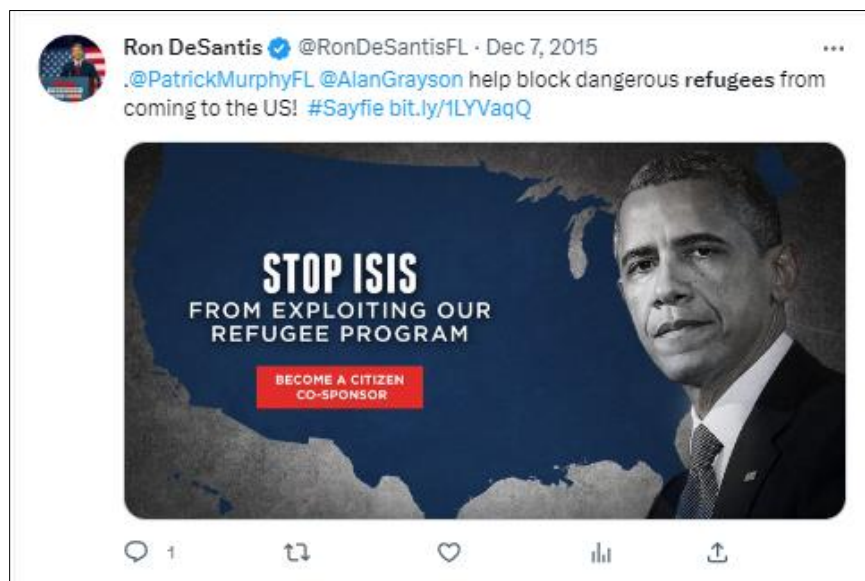 Ron DeSantis @RonDeSantisFL · Dec 7, 2015
.@PatrickMurphyFL @AlanGrayson help block dangerous refugees from
coming to the US! #Sayfie bit.ly/1LYVaqQ
STOP ISIS
FROM EXPLOITING OUR
REFUGEE PROGRAM
BECOME A CITIZEN
CO-SPONSOR
1